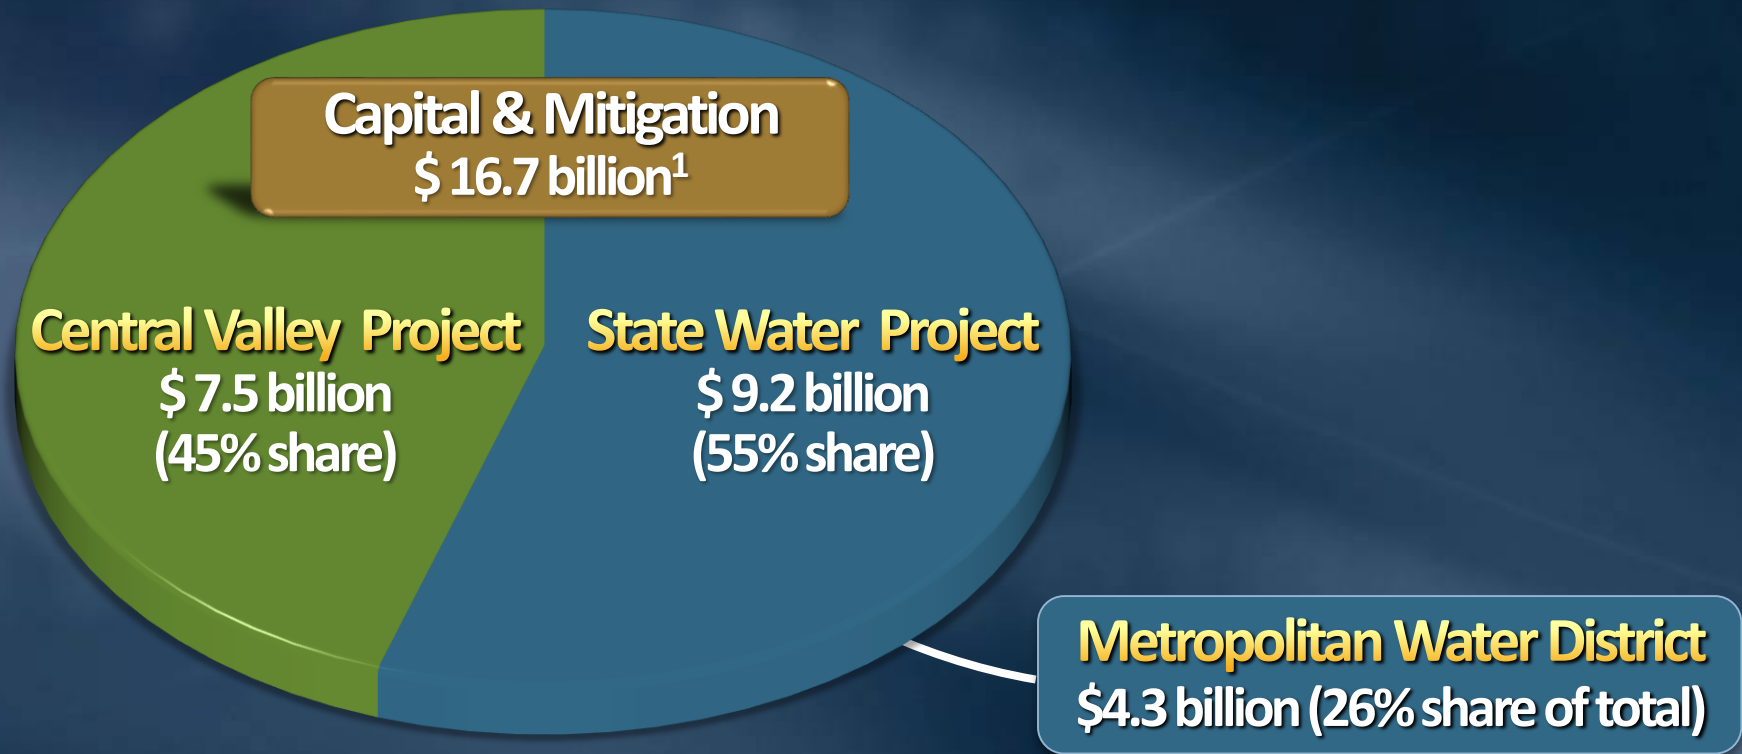 Capital & Mitigation
$ 16.7 billion¹
Central Valley Project
$ 7.5 billion
(45% share)
State Water Project
$ 9.2 billion
(55% share)
Metropolitan Water District
$4.3 billion (26% share of total)